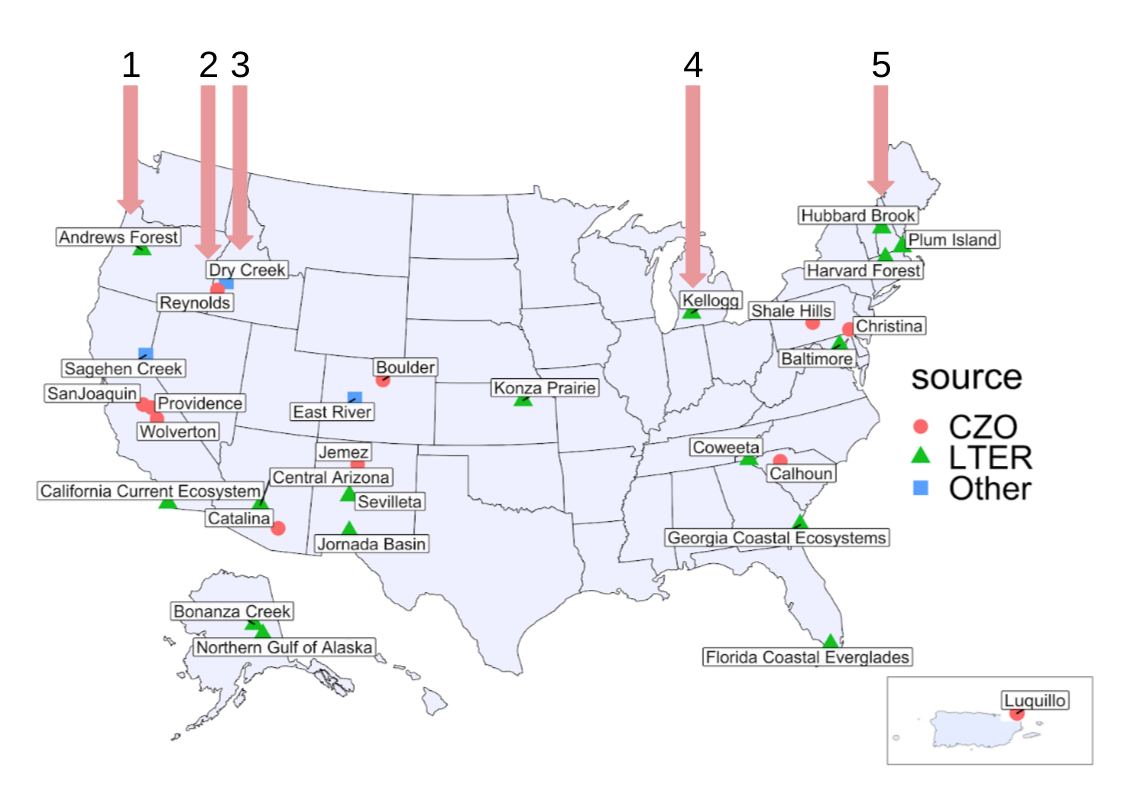 1 2 3 4 5
Hubbard Brook
Andrews Forest
Plum Island
Dry Creek
Harvard Forest
Reynolds
Kellogg
Shale Hills
Christina
Sagehen Creek
Baltimore
Boulder
source
SanJoaquin
Providence
Konza Prairie
East River
CZO
Wolverton
Jemez
Coweeta
LTER
Central Arizona
Calhoun
California Current Ecosystem
Sevilleta
Other
Catalina
Jornada Basin
Georgia Coastal Ecosystems
Bonanza Creek
Northern Gulf of Alaska
Florida Coastal Everglades
Luquillo